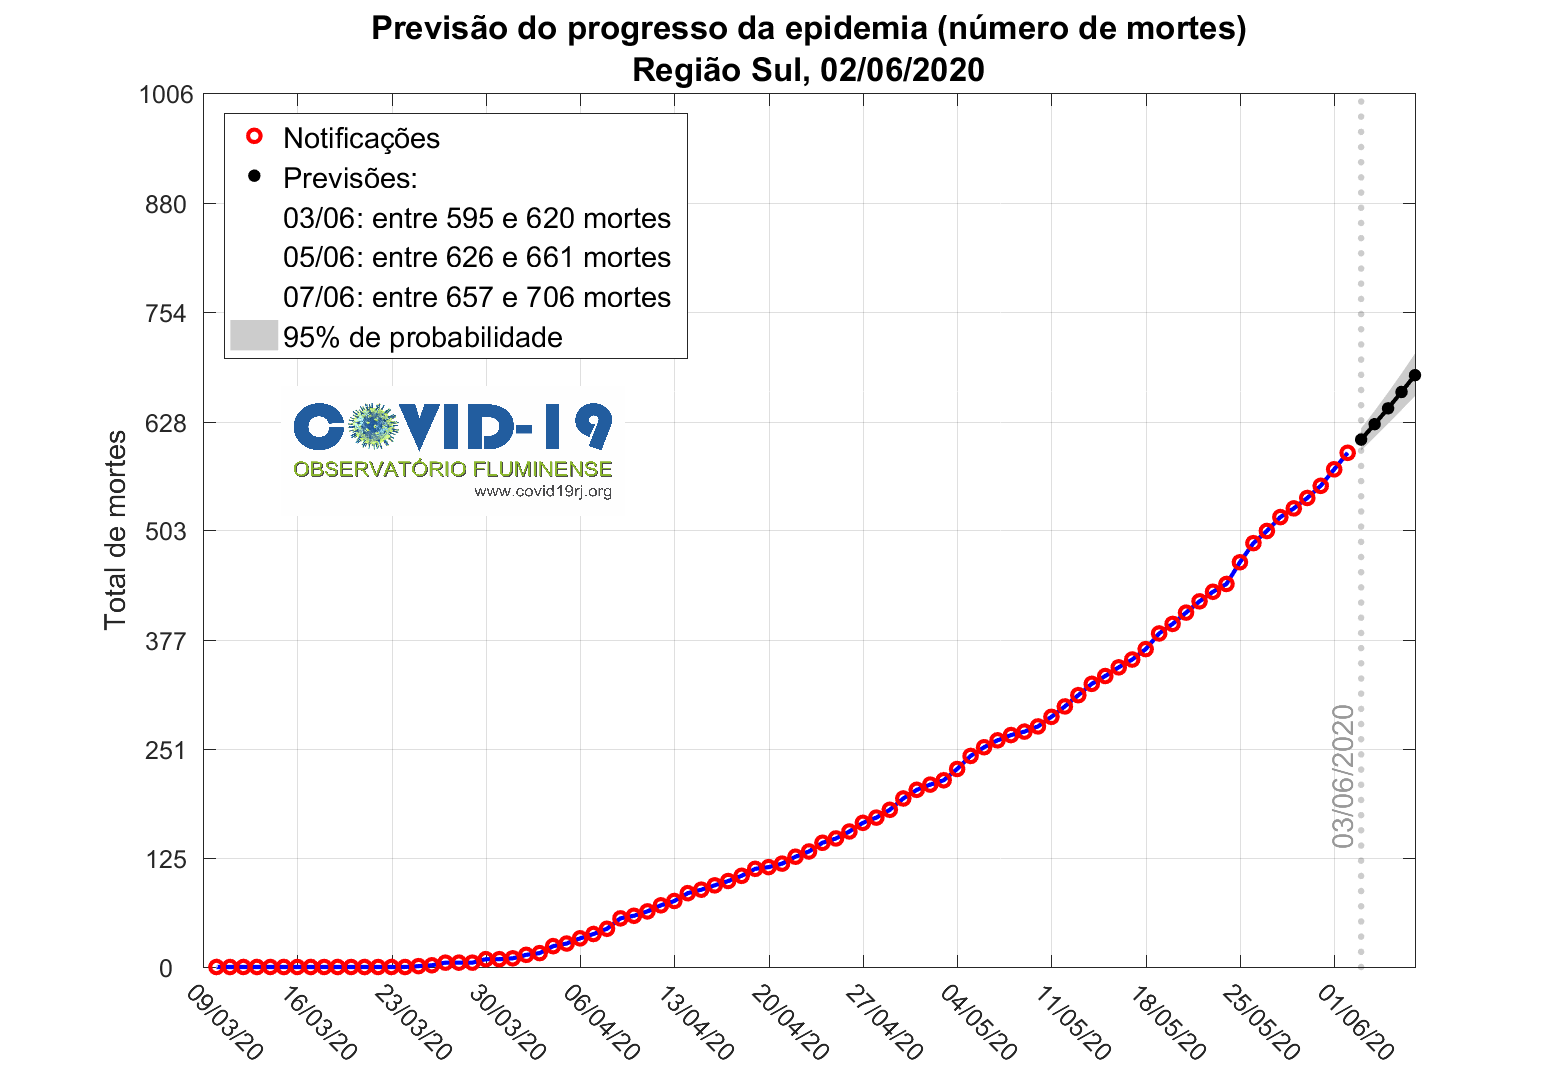 Previsão do progresso da epidemia (número de mortes)
Região Sul, 02/06/2020
Notificações
Previsões:
03/06: entre 595 e 620 mortes
05/06: entre 626 e 661 mortes
07/06: entre 657 e 706 mortes
95% de probabilidade
COVID-19
OBSERVATÓRIO FLUMINENSE
www.covid19rj.org
Total de mortes
1006
880
754
628
503
377
251
125
0
03/06/2020
09/03/20
16/03/20
23/03/20
30/03/20
06/04/20
13/04/20
20/04/20
27/04/20
04/05/20
11/05/20
18/05/20
25/05/20
01/06/20